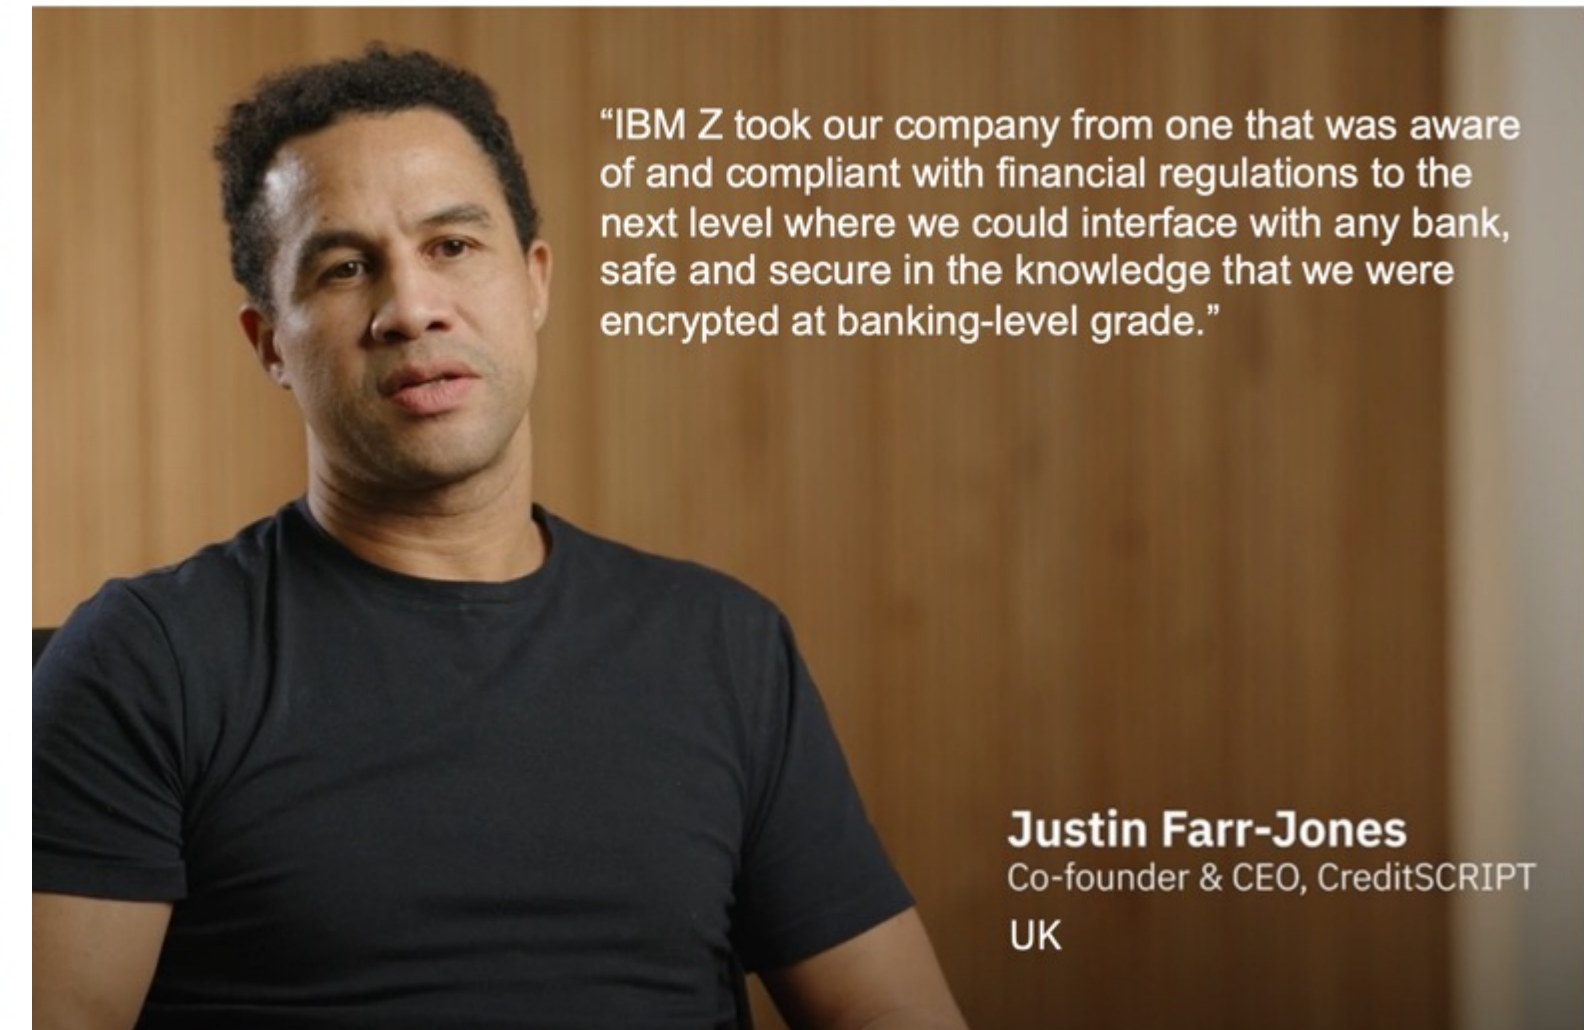 “IBM Z took our company from one that was aware
of and compliant with financial regulations to the
next level where we could interface with any bank,
safe and secure in the knowledge that we were
encrypted at banking-level grade.”
Justin Farr-Jones
Co-founder & CEO, CreditSCRIPT
UK